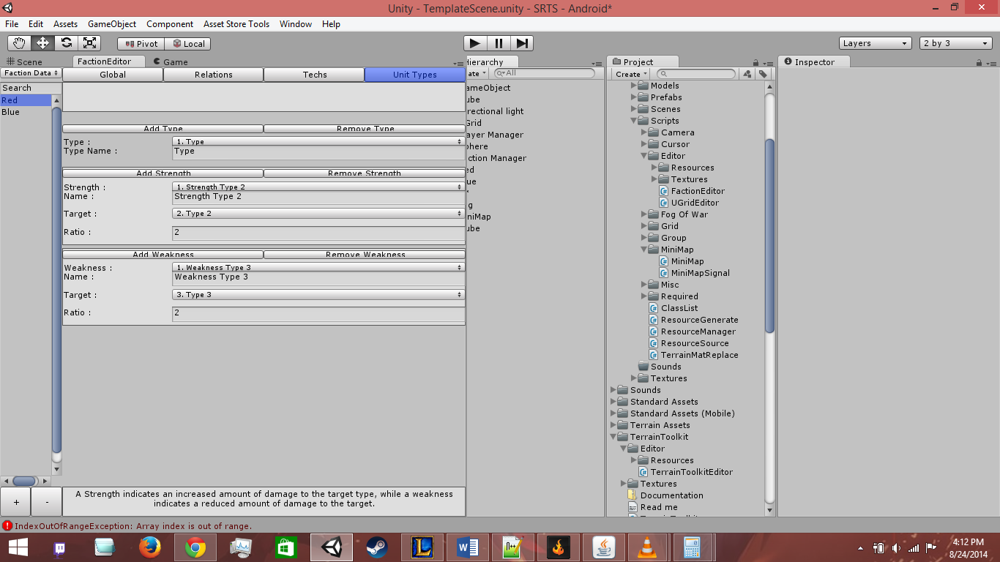 Unity - TemplateScene.unity - SRTS - Android*
File Edit Assets GameObject Component Asset Store Tools Window Help
Pivot Local Layers 2 by 3
Scene FactionEditor Game
Faction Data Global Relations Techs Unit Types
Search
Red
Blue
Add Type Remove Type
Type : 1. Type
Type Name : Type
Add Strength Remove Strength
Strength : 1. Strength Type 2
Name : Strength Type 2
Target : 2. Type 2
Ratio : 2
Add Weakness Remove Weakness
Weakness : 1. Weakness Type 3
Name : Weakness Type 3
Target : 3. Type 3
Ratio : 2
+ -
A Strength indicates an increased amount of damage to the target type, while a weakness
indicates a reduced amount of damage to the target.
ierarchy
ate All
ameObject
ube
rectional light
Grid
ayer Manager
phere
ction Manager
ed
ue
g
niMap
ube
Project
Create
Models
Prefabs
Scenes
Scripts
Camera
Cursor
Editor
Resources
Textures
FactionEditor
UGridEditor
Fog Of War
Grid
Group
MiniMap
MiniMap
MiniMapSignal
Misc
Required
ClassList
ResourceGenerate
ResourceManager
ResourceSource
TerrainMatReplace
Sounds
Textures
Sounds
Standard Assets
Standard Assets (Mobile)
Terrain Assets
TerrainToolkit
Editor
Resources
TerrainToolkitEditor
Textures
Documentation
Read me
Inspector
IndexOutOfRangeException: Array index is out of range.
4:12 PM
8/24/2014